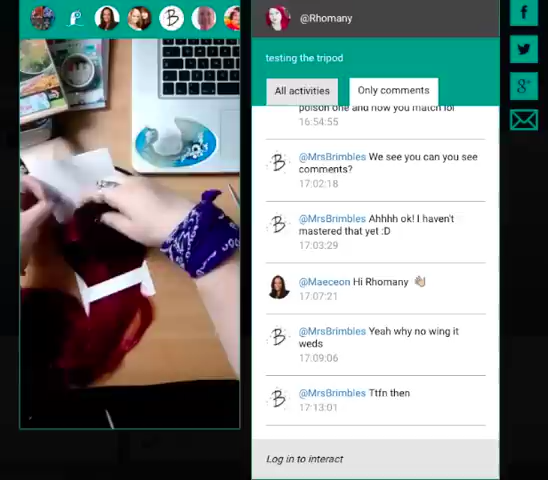 @Rhomany
testing the tripod
All activities
Only comments
poison one and now you match lol
16:54:55
@MrsBrimbles We see you can you see
comments?
17:02:18
@MrsBrimbles Ahhhh ok! I haven't
mastered that yet :D
17:03:29
@Maeceon Hi Rhomany 👋🏼
17:07:21
@MrsBrimbles Yeah why no wing it
weds
17:09:06
@MrsBrimbles Ttfn then
17:13:01
Log in to interact